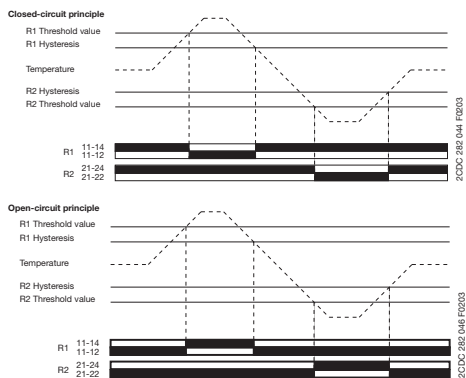 Closed-circuit principle
R1 Threshold value
R1 Hysteresis
Temperature
R2 Hysteresis
R2 Threshold value
R1 11-14
11-12
R2 21-24
21-22
2CDC 282 044 F0203
Open-circuit principle
R1 Threshold value
R1 Hysteresis
Temperature
R2 Hysteresis
R2 Threshold value
R1 11-14
11-12
R2 21-24
21-22
2CDC 282 046 F0203